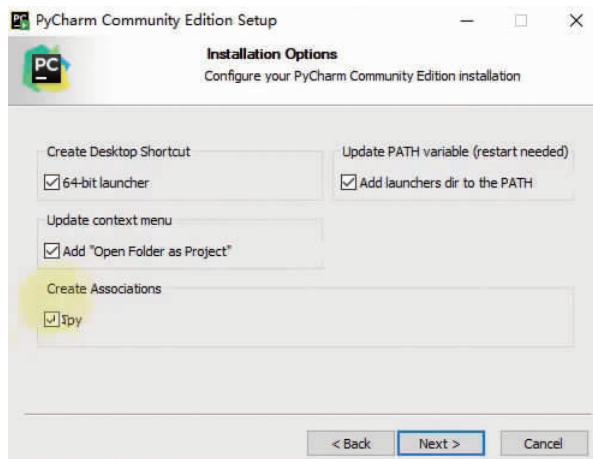 PyCharm Community Edition Setup
PC
Installation Options
Configure your PyCharm Community Edition installation
Create Desktop Shortcut
64-bit launcher
Update PATH variable (restart needed)
Add launchers dir to the PATH
Update context menu
Add "Open Folder as Project"
Create Associations
.py
< Back
Next >
Cancel